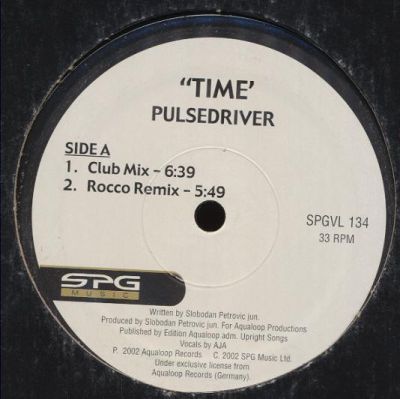 "TIME'
PULSEDRIVER
SIDE A
1. Club Mix – 6:39
2. Rocco Remix – 5:49
SPGVL 134
33 RPM
SPG
MUSIC
Written by Slobodan Petrovic jun.
Produced by Slobodan Petrovic jun. For Aqualoop Productions
Published by Edition Aqualoop adm. Upright Songs
Vocals by AJA
P. 2002 Aqualoop Records C. 2002 SPG Music Ltd.
Under exclusive license from
Aqualoop Records (Germany).